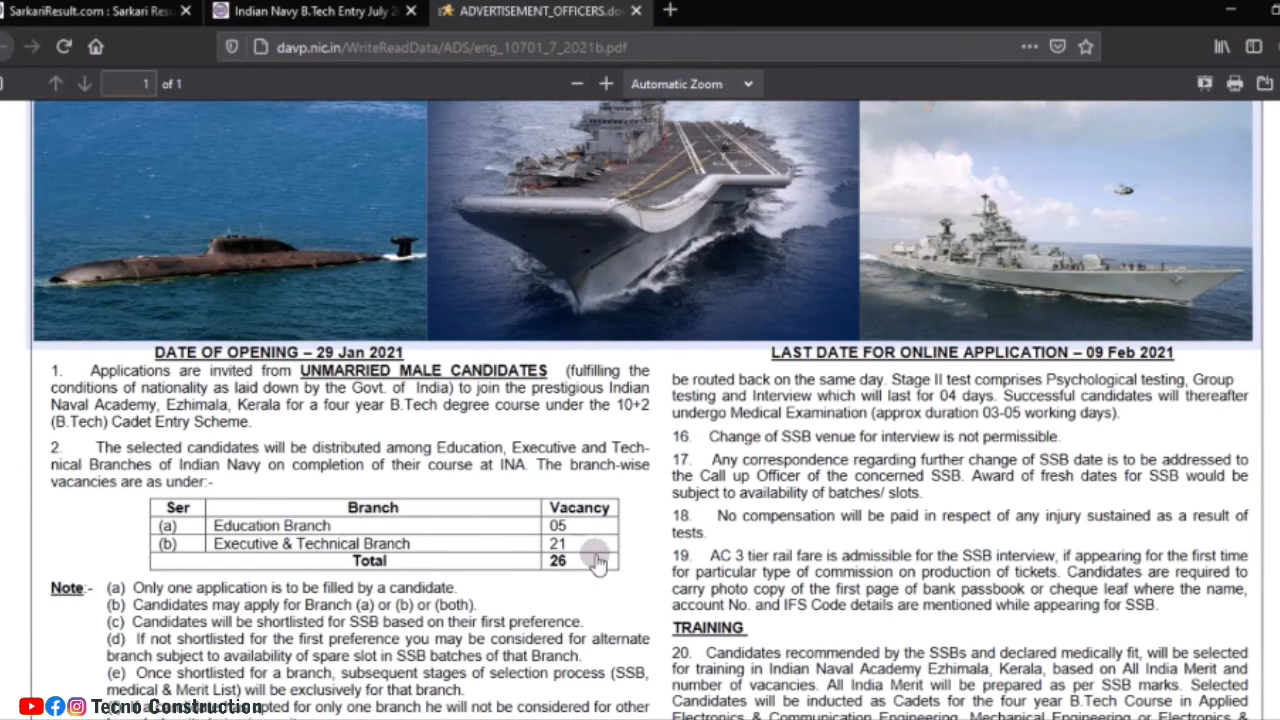 SarkariResult.com : Sarkari Res
Indian Navy B.Tech Entry July 2
ADVERTISEMENT_OFFICERS.do
davp.nic.in/WriteReadData/ADS/eng_10701_7_2021b.pdf
1 of 1
Automatic Zoom
DATE OF OPENING – 29 Jan 2021
1. Applications are invited from UNMARRIED MALE CANDIDATES (fulfilling the
conditions of nationality as laid down by the Govt. of India) to join the prestigious Indian
Naval Academy, Ezhimala, Kerala for a four year B.Tech degree course under the 10+2
(B.Tech) Cadet Entry Scheme.
2. The selected candidates will be distributed among Education, Executive and Tech-
nical Branches of Indian Navy on completion of their course at INA. The branch-wise
vacancies are as under:-
Ser Branch Vacancy
(a) Education Branch 05
(b) Executive & Technical Branch 21
Total 26
Note:- (a) Only one application is to be filled by a candidate.
(b) Candidates may apply for Branch (a) or (b) or (both).
(c) Candidates will be shortlisted for SSB based on their first preference.
(d) If not shortlisted for the first preference you may be considered for alternate
branch subject to availability of spare slot in SSB batches of that Branch.
(e) Once shortlisted for a branch, subsequent stages of selection process (SSB,
medical & Merit List) will be exclusively for that branch.
for only one branch he will not be considered for other
LAST DATE FOR ONLINE APPLICATION – 09 Feb 2021
be routed back on the same day. Stage II test comprises Psychological testing, Group
testing and Interview which will last for 04 days. Successful candidates will thereafter
undergo Medical Examination (approx duration 03-05 working days).
16. Change of SSB venue for interview is not permissible.
17. Any correspondence regarding further change of SSB date is to be addressed to
the Call up Officer of the concerned SSB. Award of fresh dates for SSB would be
subject to availability of batches/ slots.
18. No compensation will be paid in respect of any injury sustained as a result of
tests.
19. AC 3 tier rail fare is admissible for the SSB interview, if appearing for the first time
for particular type of commission on production of tickets. Candidates are required to
carry photo copy of the first page of bank passbook or cheque leaf where the name,
account No. and IFS Code details are mentioned while appearing for SSB.
TRAINING
20. Candidates recommended by the SSBs and declared medically fit, will be selected
for training in Indian Naval Academy Ezhimala, Kerala, based on All India Merit and
number of vacancies. All India Merit will be prepared as per SSB marks. Selected
Candidates will be inducted as Cadets for the four year B.Tech Course in Applied
Electronics & Communication Engineering, Mechanical Engineering or Electronics
Tecno Construction